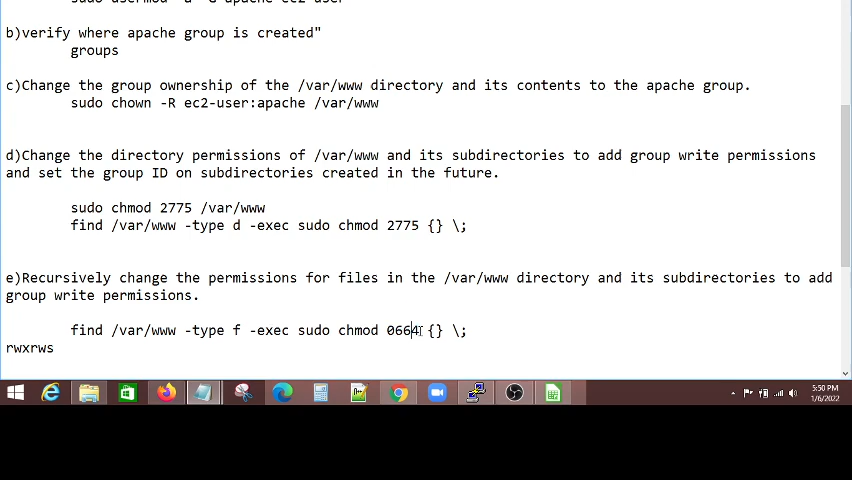 sudo usermod -a -G apache ec2-user
b)verify where apache group is created"
groups
c)Change the group ownership of the /var/www directory and its contents to the apache group.
sudo chown -R ec2-user:apache /var/www
d)Change the directory permissions of /var/www and its subdirectories to add group write permissions
and set the group ID on subdirectories created in the future.
sudo chmod 2775 /var/www
find /var/www -type d -exec sudo chmod 2775 {} \;
e)Recursively change the permissions for files in the /var/www directory and its subdirectories to add
group write permissions.
find /var/www -type f -exec sudo chmod 0664 {} \;
rwxrws
5:50 PM
1/6/2022